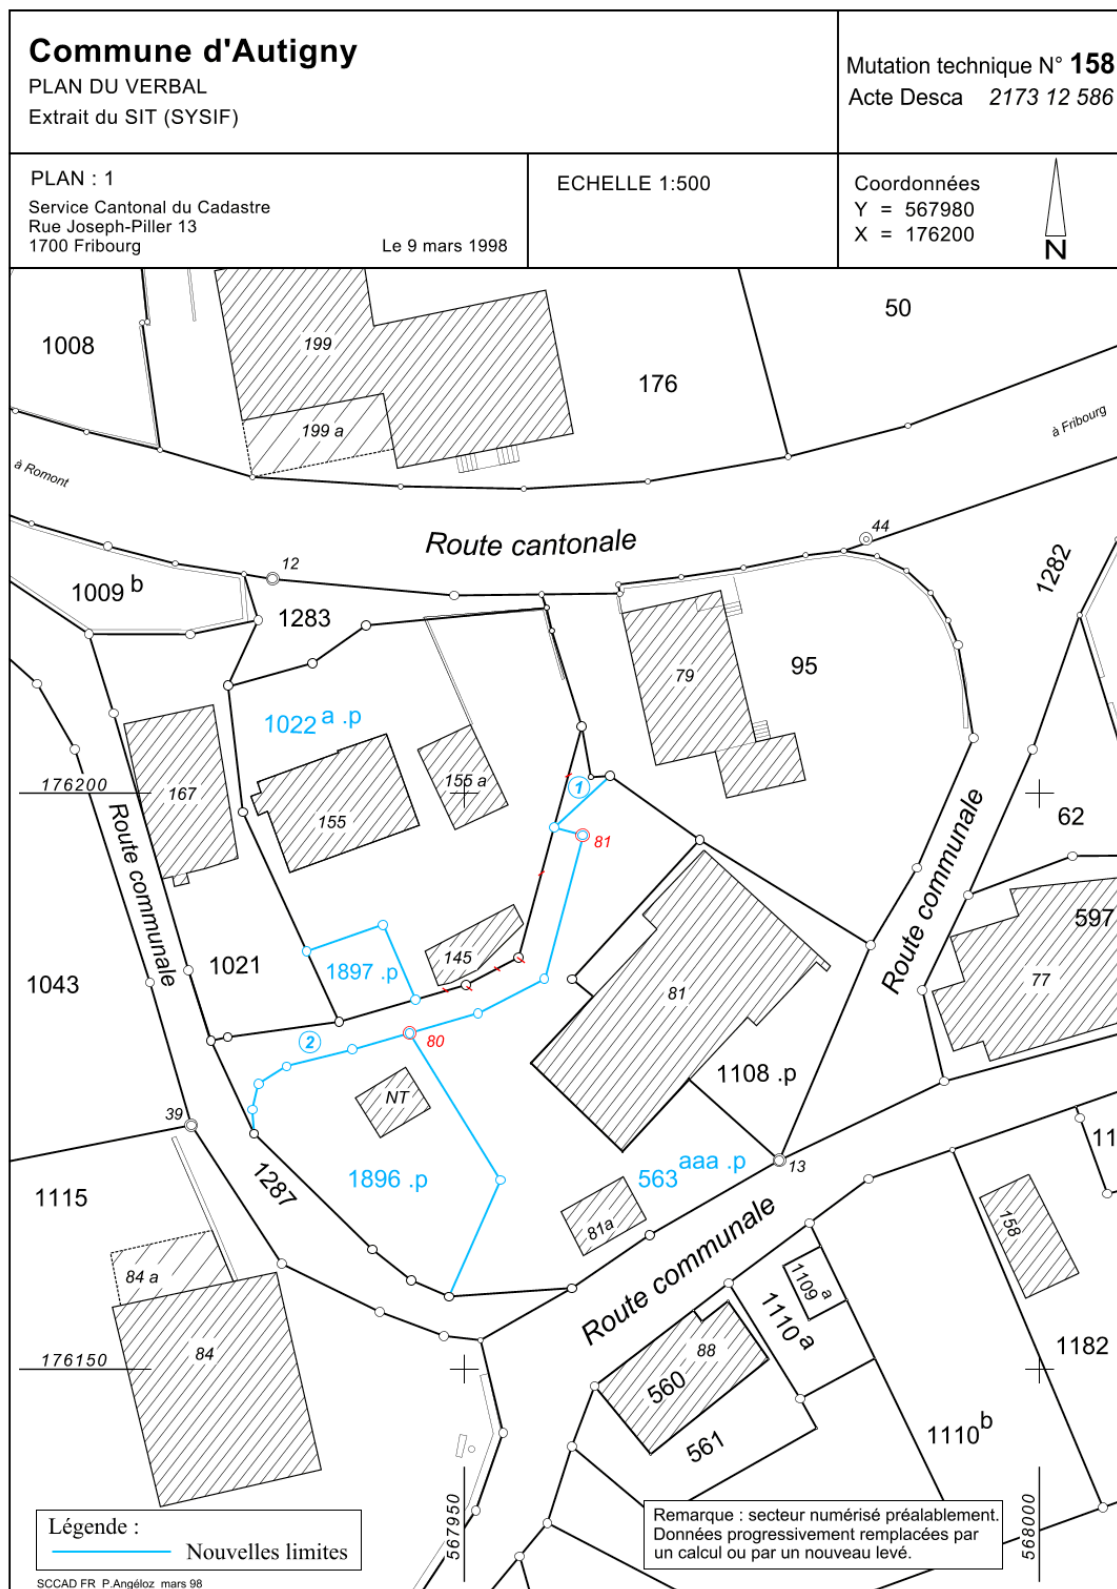 Commune d'Autigny
PLAN DU VERBAL
Extrait du SIT (SYSIF)
Mutation technique N° 158
Acte Desca 2173 12 586
PLAN : 1
Service Cantonal du Cadastre
Rue Joseph-Piller 13
1700 Fribourg
Le 9 mars 1998
ECHELLE 1:500
Coordonnées
Y = 567980
X = 176200
N
1008
199
50
176
199 a
à Fribourg
à Romont
Route cantonale
44
12
1009 b
1283
1282
95
79
1022 a .p
1
155 a
176200
167
155
Route communale
62
81
Route communale
597
145
1897 .p
1021
1043
77
81
2
80
1108 .p
NT
39
13
11
563 aaa .p
1896 .p
1287
1115
81a
158
Route communale
84 a
1109 a
1110 a
84
88
1182
176150
560
561
1110 b
567950
568000
Légende :
Nouvelles limites
Remarque : secteur numérisé préalablement.
Données progressivement remplacées par
un calcul ou par un nouveau levé.
SCCAD FR P.Angéloz mars 98